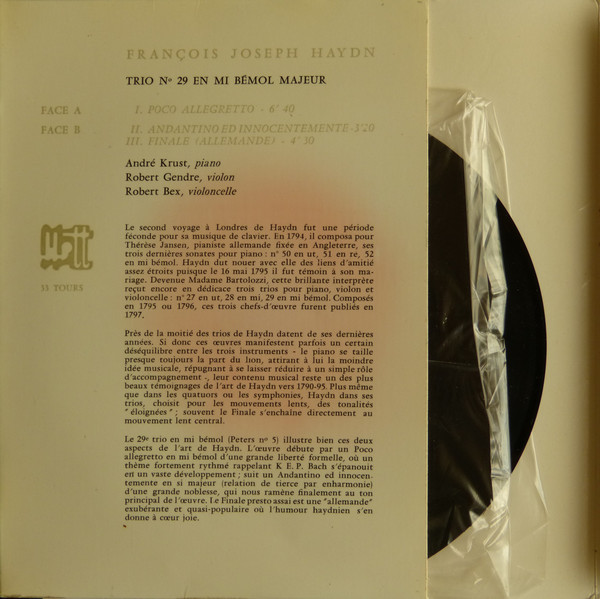 FRANÇOIS JOSEPH HAYDN
TRIO Nº 29 EN MI BÉMOL MAJEUR
FACE A I. POCO ALLEGRETTO - 6' 40
FACE B II. ANDANTINO ED INNOCENTEMENTE - 3'20
III. FINALE (ALLEMANDE) - 4' 30
André Krust, piano
Robert Gendre, violon
Robert Bex, violoncelle
33 TOURS
Le second voyage à Londres de Haydn fut une période
féconde pour sa musique de clavier. En 1794, il composa pour
Thérèse Jansen, pianiste allemande fixée en Angleterre, ses
trois dernières sonates pour piano : nº 50 en ut, 51 en re, 52
en mi bémol. Haydn dut nouer avec elle des liens d'amitié
assez étroits puisque le 16 mai 1795 il fut témoin à son ma-
riage. Devenue Madame Bartolozzi, cette brillante interprète
reçut encore en dédicace trois trios pour piano, violon et
violoncelle : nº 27 en ut, 28 en mi, 29 en mi bémol. Composés
en 1795 ou 1796, ces trois chefs-d'œuvre furent publiés en
1797.
Près de la moitié des trios de Haydn datent de ses dernières
années. Si donc ces œuvres manifestent parfois un certain
déséquilibre entre les trois instruments - le piano se taille
presque toujours la part du lion, attirant à lui la moindre
idée musicale, répugnant à se laisser réduire à un simple rôle
d'accompagnement -, leur contenu musical reste un des plus
beaux témoignages de l'art de Haydn vers 1790-95. Plus même
que dans les quatuors ou les symphonies, Haydn dans ses
trios, choisit pour les mouvements lents, des tonalités
"éloignées" ; souvent le Finale s'enchaîne directement au
mouvement lent central.
Le 29e trio en mi bémol (Peters nº 5) illustre bien ces deux
aspects de l'art de Haydn. L'œuvre débute par un Poco
allegretto en mi bémol d'une grande liberté formelle, où un
thème fortement rythmé rappelant K E P. Bach s'épanouit
en un vaste développement ; suit un Andantino ed innocen-
temente en si majeur (relation de tierce par enharmonie)
d'une grande noblesse, qui nous ramène finalement au ton
principal de l'œuvre. Le Finale presto assai est une "allemande"
exubérante et quasi-populaire où l'humour haydnien s'en
donne à cœur joie.